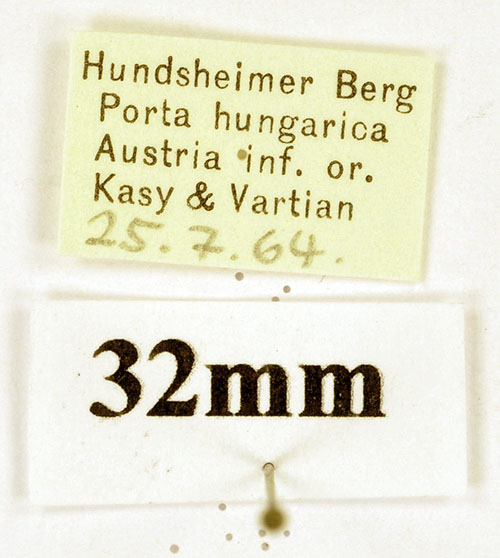 Hundsheimer Berg
Porta hungarica
Austria inf. or.
Kasy & Vartian
25.7.64.
32mm